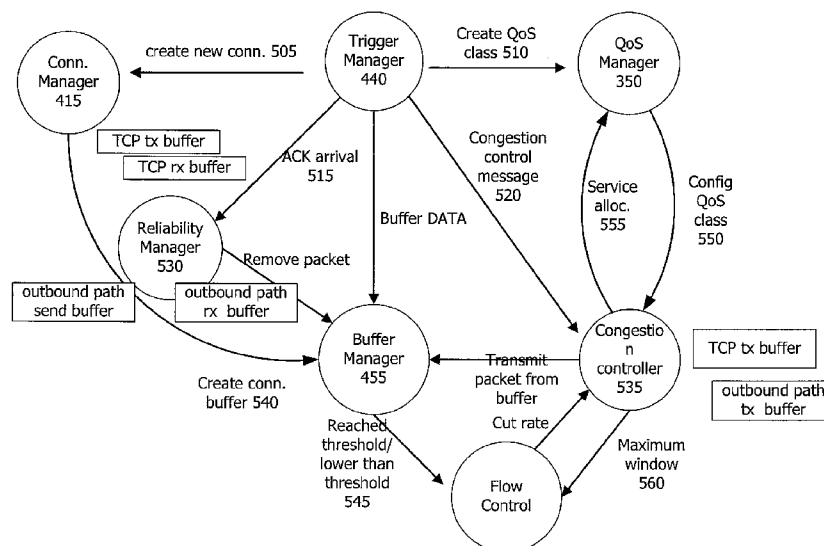 Conn.
Manager
415
create new conn. 505
Trigger
Manager
440
Create QoS
class 510
QoS
Manager
350
TCP tx buffer
TCP rx buffer
ACK arrival
515
Congestion
control
message
520
Service
alloc.
555
Config
QoS
class
550
Buffer DATA
Reliability
Manager
530
Remove packet
outbound path
send buffer
outbound path
rx buffer
Buffer
Manager
455
Transmit
packet from
buffer
Congestio
n
controller
535
TCP tx buffer
outbound path
tx buffer
Create conn.
buffer 540
Reached
threshold/
lower than
threshold
545
Cut rate
Maximum
window
560
Flow
Control